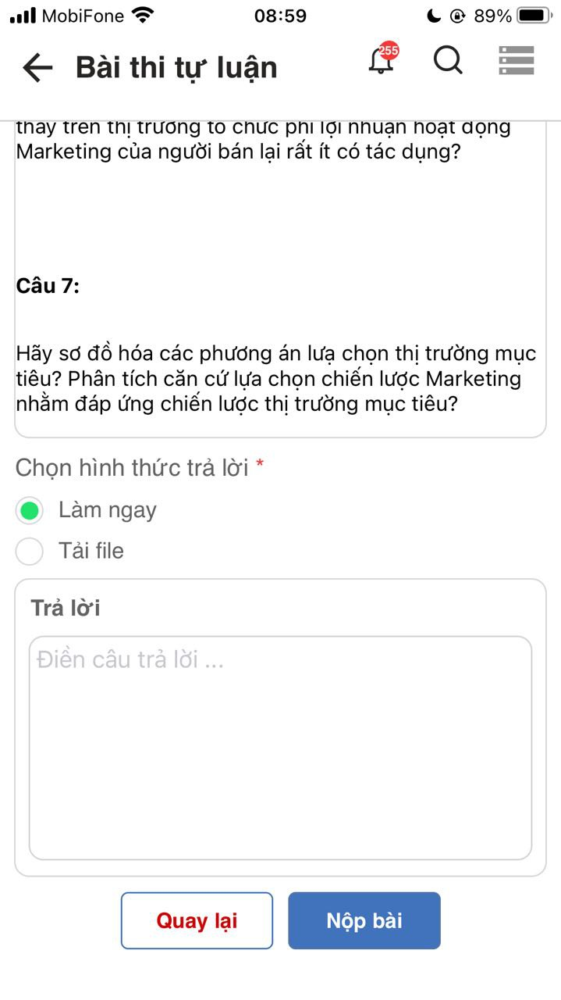 MobiFone 08:59 89%
Bài thi tự luận 255
thấy trên thị trường tổ chức phi lợi nhuận hoạt động
Marketing của người bán lại rất ít có tác dụng?
Câu 7:
Hãy sơ đồ hóa các phương án lựa chọn thị trường mục
tiêu? Phân tích căn cứ lựa chọn chiến lược Marketing
nhằm đáp ứng chiến lược thị trường mục tiêu?
Chọn hình thức trả lời *
Làm ngay
Tải file
Trả lời
Điền câu trả lời ...
Quay lại Nộp bài